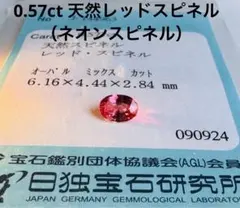 0.57ct 天然レッドスピネル
(ネオンスピネル)
天然スピネル
レッド・スピネル
オーバル ミックス カット
6.16×4.44×2.84 mm
090924
宝石鑑別団体協議会(AGL)会員
JAPAN GERMANY GEMMOLOGICAL LABORATORY
日独宝石研究所